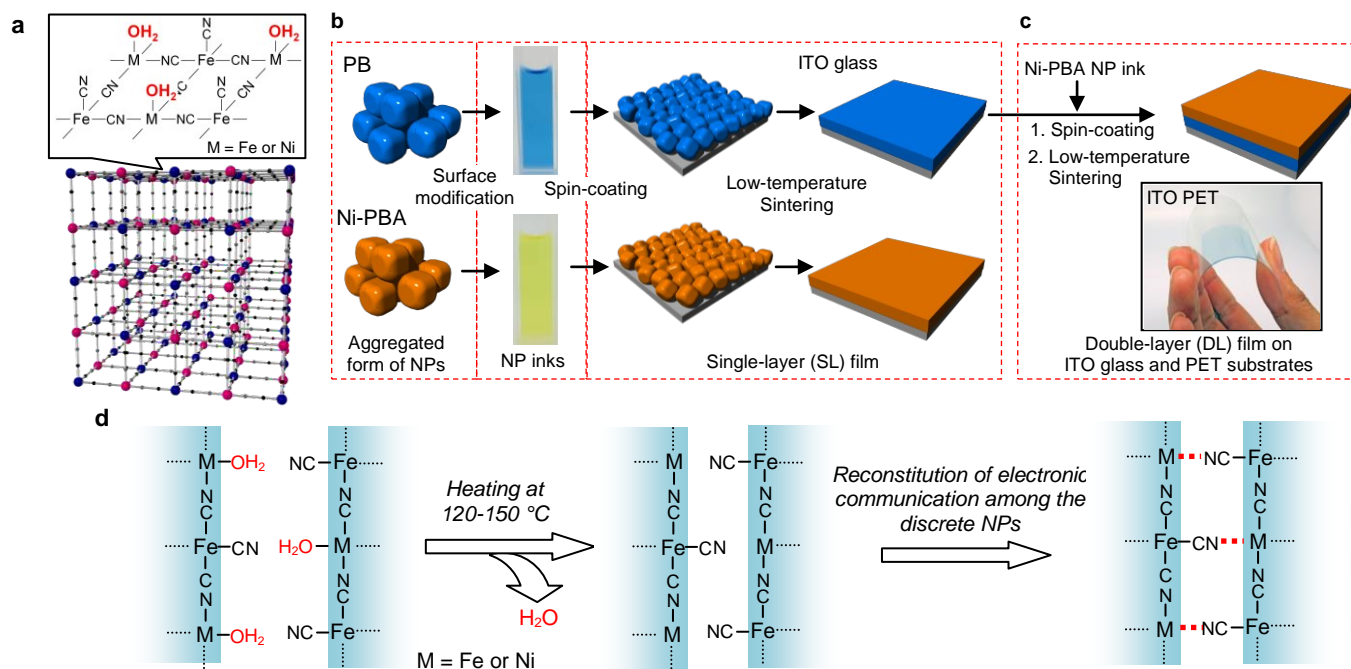 a
CN
OH2
OH2
M NC Fe CN M
N
C
OH2
C
N
N
C
C
N
Fe CN M NC Fe
M = Fe or Ni
b
PB
ITO glass
Surface
modification
Spin-coating
Low-temperature
Sintering
Ni-PBA
Aggregated
form of NPs
NP inks
Single-layer (SL) film
c
Ni-PBA NP ink
1. Spin-coating
2. Low-temperature
Sintering
ITO PET
Double-layer (DL) film on
ITO glass and PET substrates
d
M OH2
N
C
Fe CN
C
N
M OH2
NC Fe
N
C
H2O M
N
C
NC Fe
Heating at
120-150 °C
H2O
M = Fe or Ni
M
N
C
Fe CN
C
N
M
NC Fe
N
C
M
N
C
NC Fe
Reconstitution of electronic
communication among the
discrete NPs
M NC Fe
N
C
N
C
Fe CN M
C
N
N
C
M NC Fe